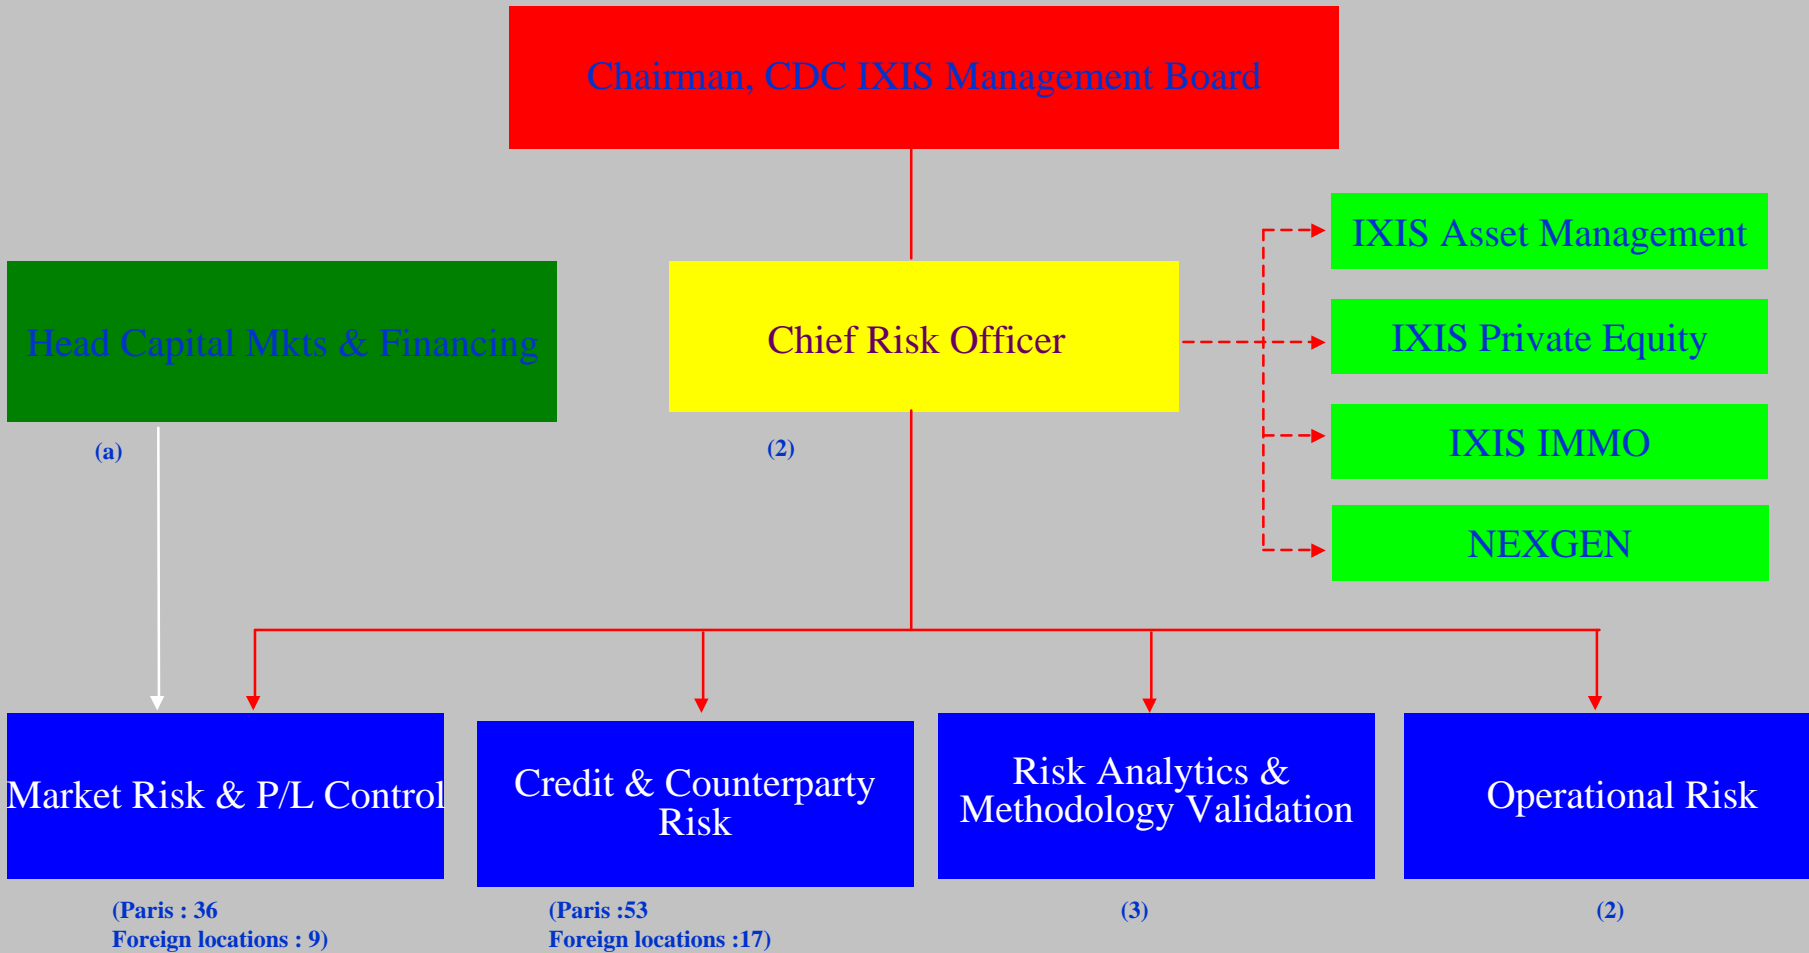 Chairman, CDC IXIS Management Board
IXIS Asset Management
Head Capital Mkts & Financing
Chief Risk Officer
IXIS Private Equity
(a)
(2)
IXIS IMMO
NEXGEN
Market Risk & P/L Control
Credit & Counterparty
Risk
Risk Analytics &
Methodology Validation
Operational Risk
(Paris : 36
Foreign locations : 9)
(Paris :53
Foreign locations :17)
(3)
(2)